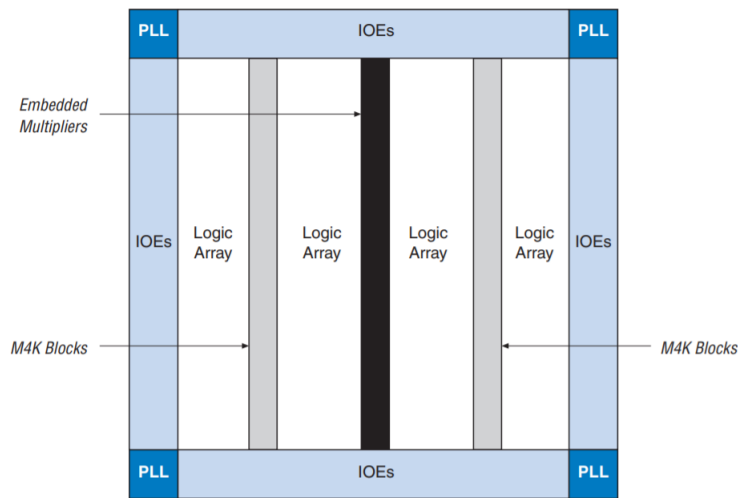 PLL
IOEs
PLL
Embedded
Multipliers
IOEs
Logic
Array
Logic
Array
Logic
Array
Logic
Array
IOEs
M4K Blocks
M4K Blocks
PLL
IOEs
PLL